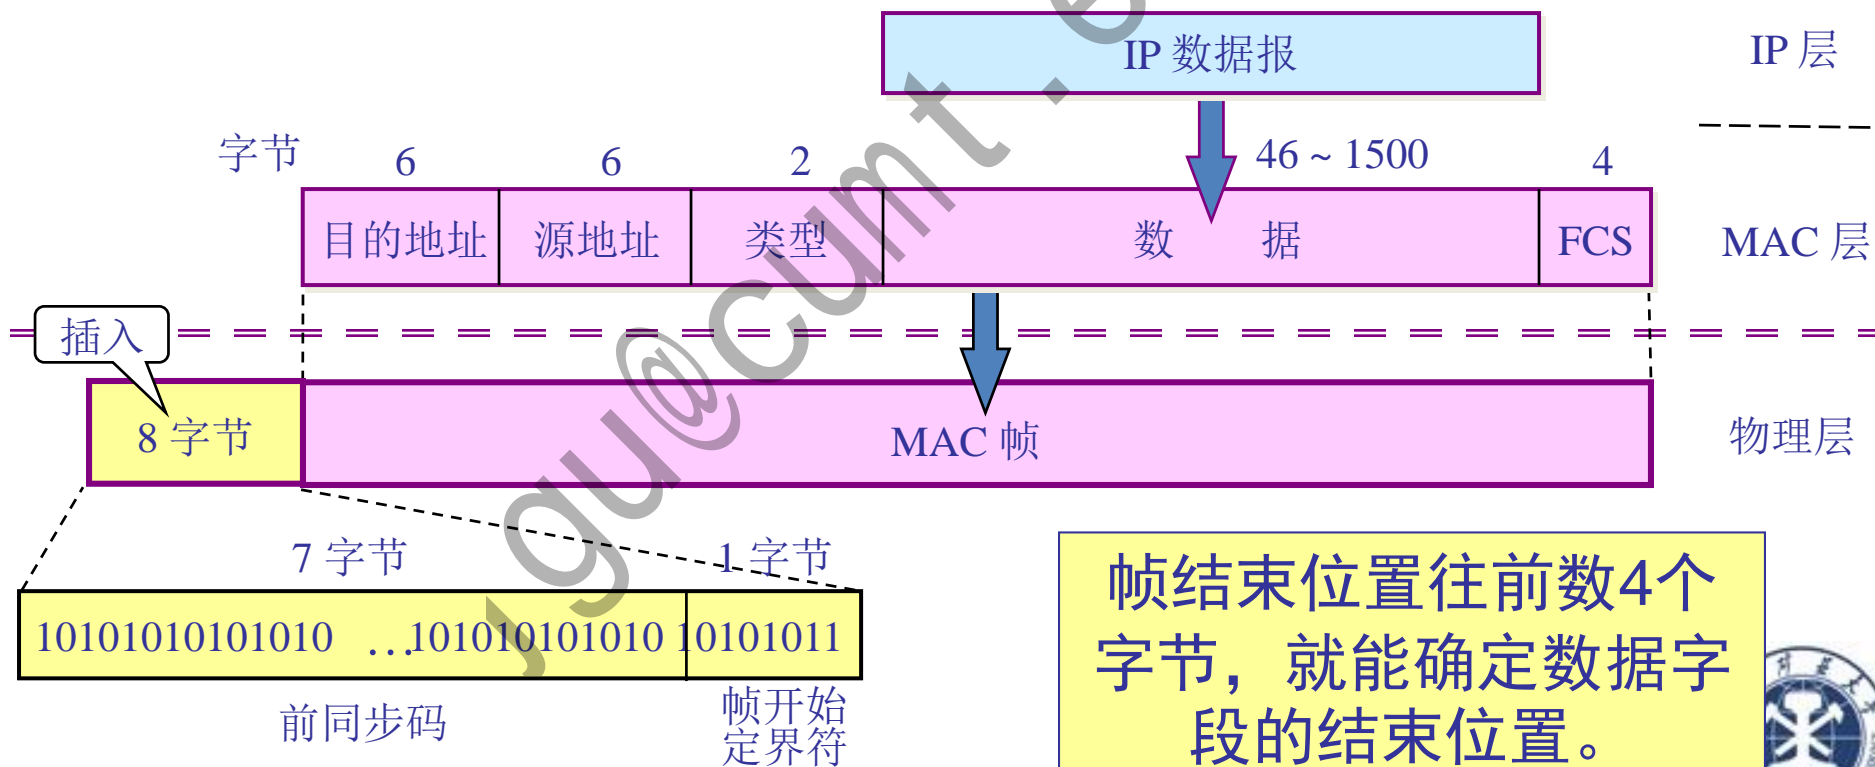 IP 数据报
IP 层
字节 6 6 2 46 ~ 1500 4
目的地址 源地址 类型 数 据 FCS
MAC 层
插入
8 字节
MAC 帧
物理层
7 字节 1 字节
10101010101010 …101010101010 10101011
前同步码
帧开始
定界符
帧结束位置往前数4个
字节，就能确定数据字
段的结束位置。
jgu@cumt.e